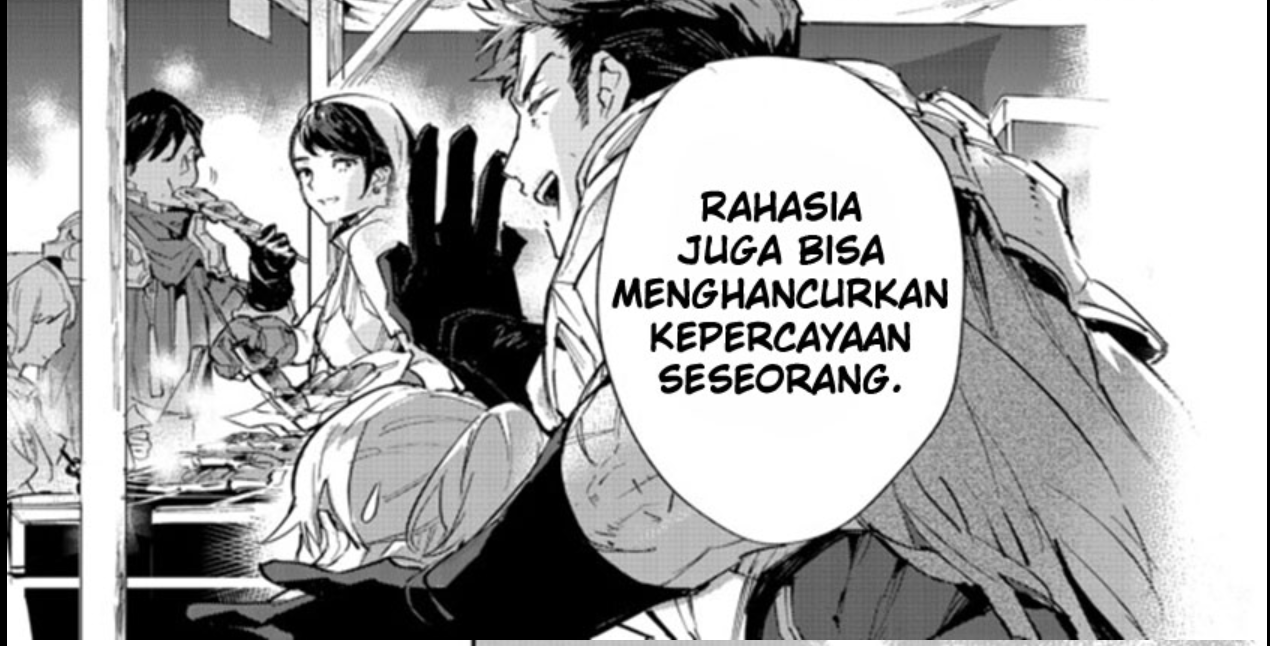 RAHASIA
JUGA BISA
MENGHANCURKAN
KEPERCAYAAN
SESEORANG.